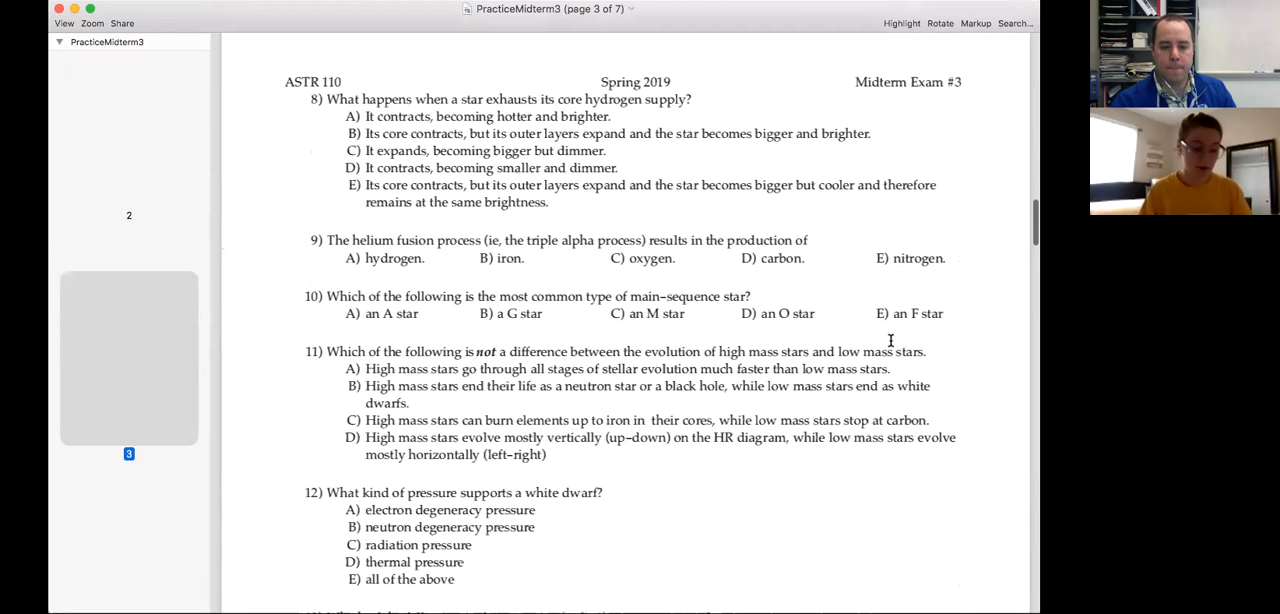 PracticeMidterm3 (page 3 of 7)
View Zoom Share
Highlight Rotate Markup Search...
PracticeMidterm3
2
3
ASTR 110 Spring 2019 Midterm Exam #3
8) What happens when a star exhausts its core hydrogen supply?
A) It contracts, becoming hotter and brighter.
B) Its core contracts, but its outer layers expand and the star becomes bigger and brighter.
C) It expands, becoming bigger but dimmer.
D) It contracts, becoming smaller and dimmer.
E) Its core contracts, but its outer layers expand and the star becomes bigger but cooler and therefore
remains at the same brightness.
9) The helium fusion process (ie, the triple alpha process) results in the production of
A) hydrogen. B) iron. C) oxygen. D) carbon. E) nitrogen.
10) Which of the following is the most common type of main-sequence star?
A) an A star B) a G star C) an M star D) an O star E) an F star
11) Which of the following is not a difference between the evolution of high mass stars and low mass stars.
A) High mass stars go through all stages of stellar evolution much faster than low mass stars.
B) High mass stars end their life as a neutron star or a black hole, while low mass stars end as white
dwarfs.
C) High mass stars can burn elements up to iron in their cores, while low mass stars stop at carbon.
D) High mass stars evolve mostly vertically (up-down) on the HR diagram, while low mass stars evolve
mostly horizontally (left-right)
12) What kind of pressure supports a white dwarf?
A) electron degeneracy pressure
B) neutron degeneracy pressure
C) radiation pressure
D) thermal pressure
E) all of the above